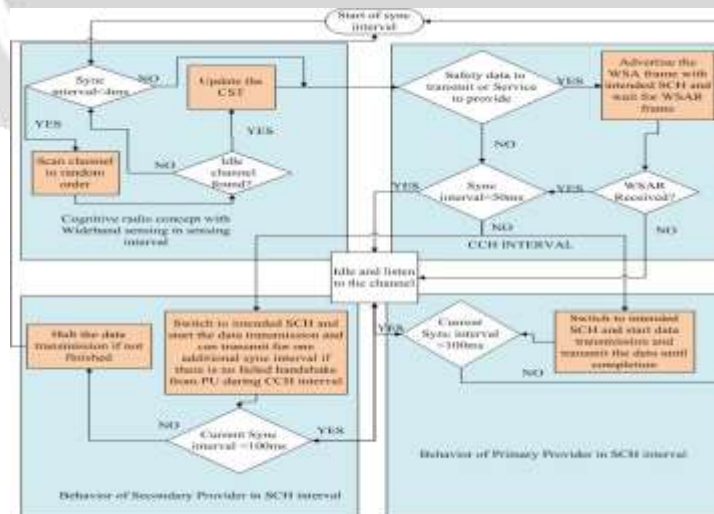 Start of sync
interval
Sync
interval<4ms
NO
Update the
CST
YES
YES
Scan channel
in random
order
NO
Idle
channel
found?
Cognitive radio concept with
Wideband sensing in sensing
interval
Safety data to
transmit or Service
to provide
YES
Advertise the
WSA frame with
intended SCH and
wait for WSAR
frame
NO
YES
Sync
interval<50ms
YES
WSAR
Received?
NO
NO
CCH INTERVAL
Idle and listen
to the channel
Halt the data
transmission if not
finished
Switch to intended SCH and
start the data transmission and
can transmit for one
additional sync interval if
there is no failed handshake
from PU during CCH interval
NO
Current Sync
interval <100ms
YES
Behavior of Secondary Provider in SCH interval
YES
Current
Sync interval
<100ms
NO
Switch to intended
SCH and start data
transmission and
transmit the data until
completion
Behavior of Primary Provider in SCH interval